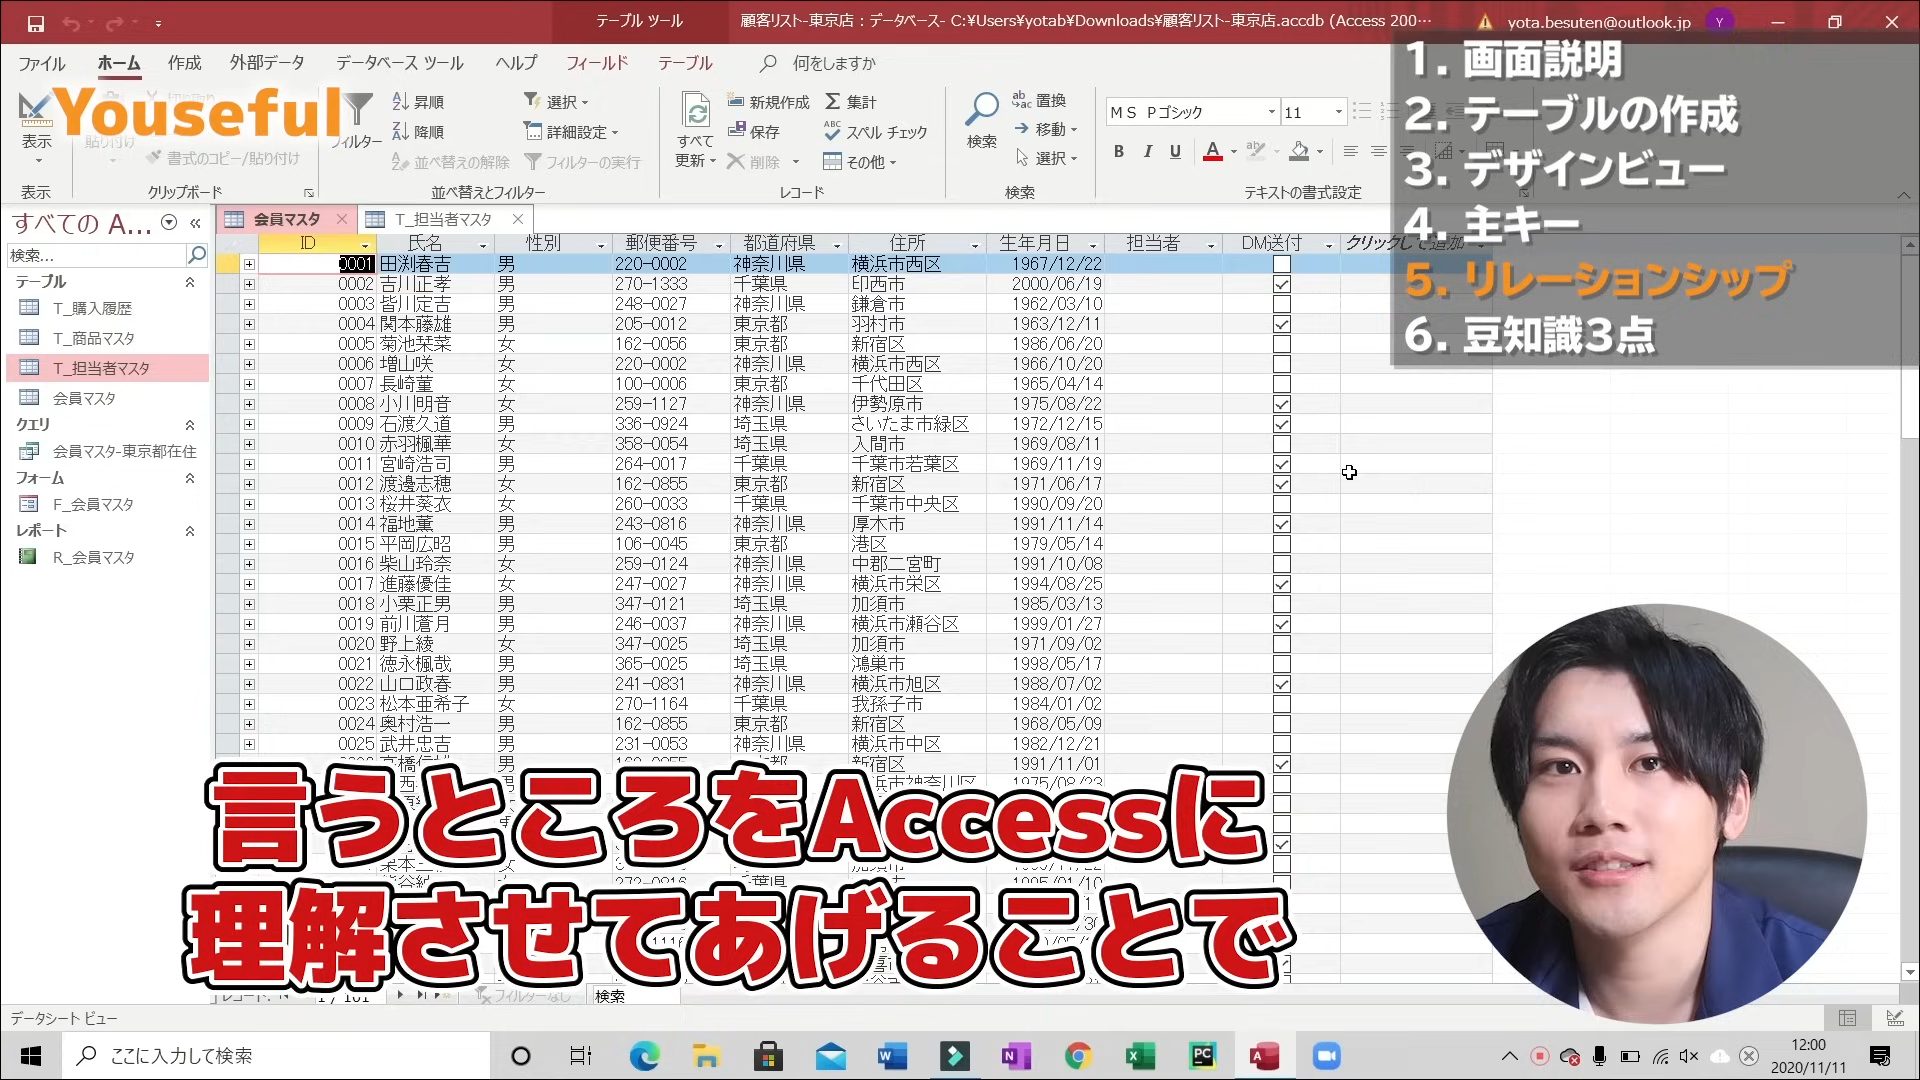 テーブル ツール
顧客リスト-東京店：データベース- C:¥Users¥yotab¥Downloads¥顧客リスト-東京店.accdb (Access 200…
yota.besuten@outlook.jp
Y
ファイル ホーム 作成 外部データ データベース ツール ヘルプ フィールド テーブル 何をしますか
Youseful
表示
表示
貼り付け
書式のコピー/貼り付け
クリップボード
フィルター
昇順
降順
並べ替えの解除
選択
詳細設定
フィルターの実行
並べ替えとフィルター
すべて
更新
新規作成
保存
削除
集計
スペル チェック
その他
レコード
検索
置換
移動
選択
検索
ＭＳ Ｐゴシック 11
B I U A
テキストの書式設定
1. 画面説明
2. テーブルの作成
3. デザインビュー
4. 主キー
5. リレーションシップ
6. 豆知識3点
すべての A...
検索...
テーブル
T_購入履歴
T_商品マスタ
T_担当者マスタ
会員マスタ
クエリ
会員マスタ-東京都在住
フォーム
F_会員マスタ
レポート
R_会員マスタ
会員マスタ T_担当者マスタ
ID 氏名 性別 郵便番号 都道府県 住所 生年月日 担当者 DM送付 クリックして追加
0001 田渕春吉 男 220-0002 神奈川県 横浜市西区 1967/12/22
0002 吉川正孝 男 270-1333 千葉県 印西市 2000/06/19
0003 皆川定吉 男 248-0027 神奈川県 鎌倉市 1962/03/10
0004 関本藤雄 男 205-0012 東京都 羽村市 1963/12/11
0005 菊池栞菜 女 162-0056 東京都 新宿区 1986/06/20
0006 増山咲 女 220-0002 神奈川県 横浜市西区 1966/10/20
0007 長崎菫 女 100-0006 東京都 千代田区 1965/04/14
0008 小川明音 女 259-1127 神奈川県 伊勢原市 1975/08/22
0009 石渡久道 男 336-0924 埼玉県 さいたま市緑区 1972/12/15
0010 赤羽楓華 女 358-0054 埼玉県 入間市 1969/08/11
0011 宮崎浩司 男 264-0017 千葉県 千葉市若葉区 1969/11/19
0012 渡邊志穂 女 162-0855 東京都 新宿区 1971/06/17
0013 桜井葵衣 女 260-0033 千葉県 千葉市中央区 1990/09/20
0014 福地薫 男 243-0816 神奈川県 厚木市 1991/11/14
0015 平岡広昭 男 106-0045 東京都 港区 1979/05/14
0016 柴山玲奈 女 259-0124 神奈川県 中郡二宮町 1991/10/08
0017 進藤優佳 女 247-0027 神奈川県 横浜市栄区 1994/08/25
0018 小栗正男 男 347-0121 埼玉県 加須市 1985/03/13
0019 前川蒼月 男 246-0037 神奈川県 横浜市瀬谷区 1999/01/27
0020 野上綾 女 347-0025 埼玉県 加須市 1971/09/02
0021 徳永楓哉 男 365-0025 埼玉県 鴻巣市 1998/05/17
0022 山口政春 男 241-0831 神奈川県 横浜市旭区 1988/07/02
0023 松本亜希子 女 270-1164 千葉県 我孫子市 1984/01/02
0024 奥村浩一 男 162-0855 東京都 新宿区 1968/05/09
0025 武井忠吉 男 231-0053 神奈川県 横浜市中区 1982/12/21
新宿区 1991/11/01
言うところをAccessに
理解させてあげることで
フィルターなし 検索
データシート ビュー
ここに入力して検索
12:00
2020/11/11